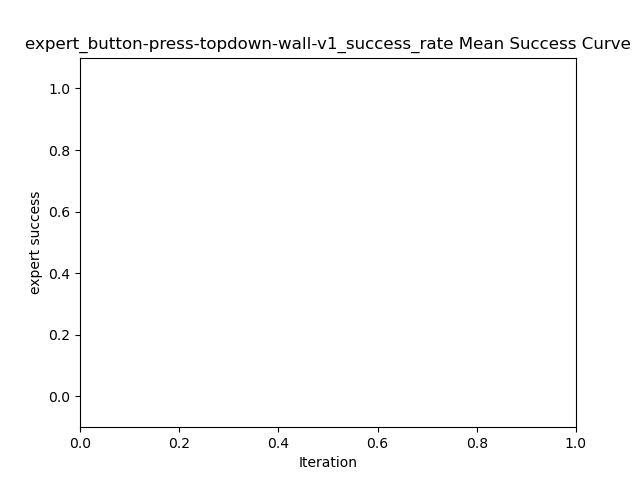 expert_button-press-topdown-wall-v1_success_rate Mean Success Curve
1.0
0.8
0.6
0.4
0.2
0.0
expert success
0.0 0.2 0.4 0.6 0.8 1.0
Iteration